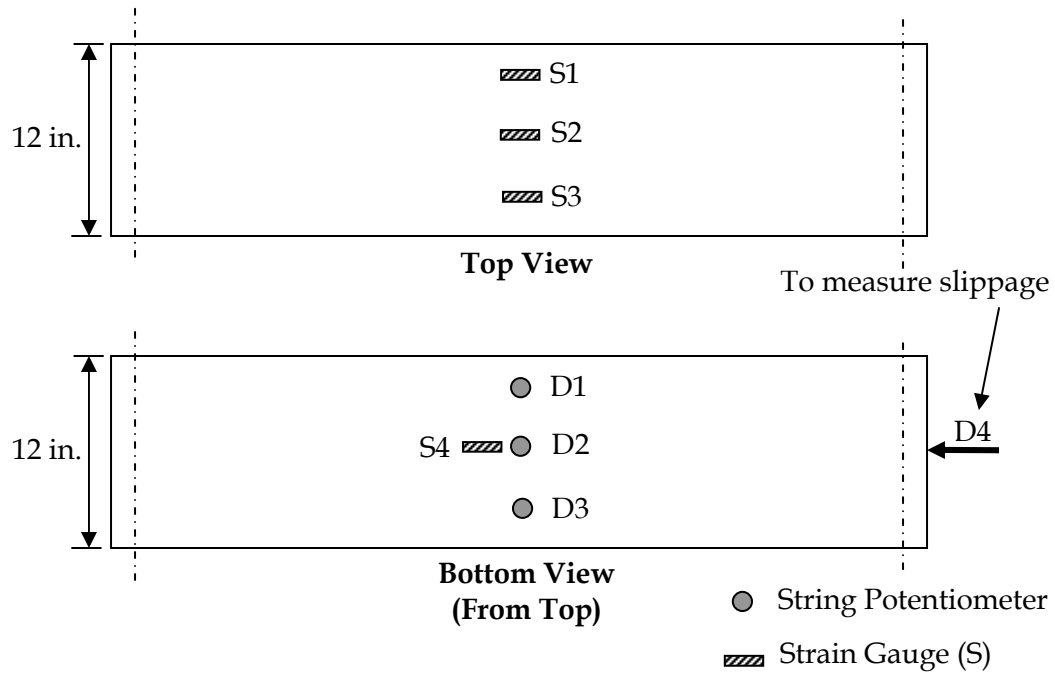 S1
12 in.
S2
S3
Top View
To measure slippage
D1
12 in.
S4
D2
D4
D3
Bottom View
(From Top)
String Potentiometer
Strain Gauge (S)